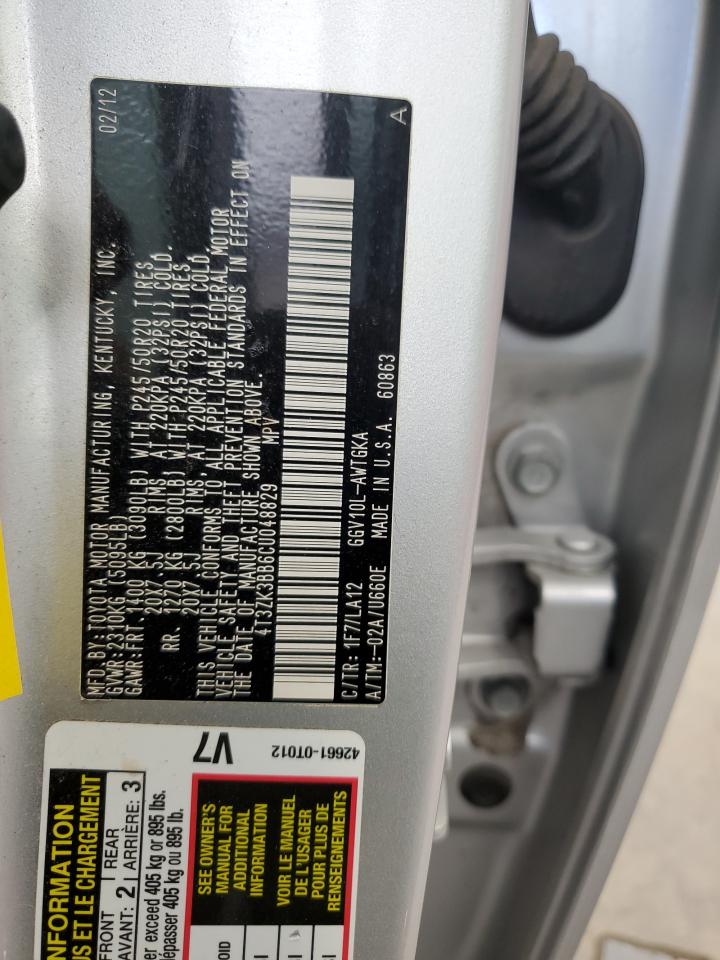 MFD. BY: TOYOTA MOTOR MANUFACTURING, KENTUCKY, INC. 02/12
GVWR 2310KG (5095LB)
GAWR: FRT. 1400 KG (3090LB) WITH P245/50R20 TIRES,
20X7.5J RIMS, AT 220KPA (32PSI) COLD.
RR. 1270 KG (2800LB) WITH P245/50R20 TIRES,
20X7.5J RIMS, AT 220KPA (32PSI) COLD.
THIS VEHICLE CONFORMS TO ALL APPLICABLE FEDERAL MOTOR
VEHICLE SAFETY AND THEFT PREVENTION STANDARDS IN EFFECT ON
THE DATE OF MANUFACTURE SHOWN ABOVE.
4T3ZK3BB6CU048829 MPV
C/TR: 1F7/LA12 GGV10L-AWTGKA
A/TM: -02A/U660E MADE IN U.S.A. 60863 A
NFORMATION
US ET LE CHARGEMENT
FRONT
AVANT: 2
REAR
ARRIÈRE: 3
er exceed 405 kg or 895 lbs.
dépasser 405 kg ou 895 lb.
V7
42661-0T012
SEE OWNER'S
MANUAL FOR
ADDITIONAL
INFORMATION
VOIR LE MANUEL
DE L'USAGER
POUR PLUS DE
RENSEIGNEMENTS